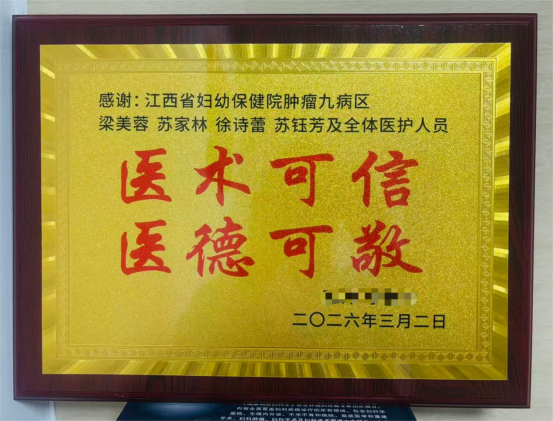 感谢：江西省妇幼保健院肿瘤九病区
梁美蓉 苏家林 徐诗蕾 苏钰芳及全体医护人员
医术可信
医德可敬
二〇二六年三月二日